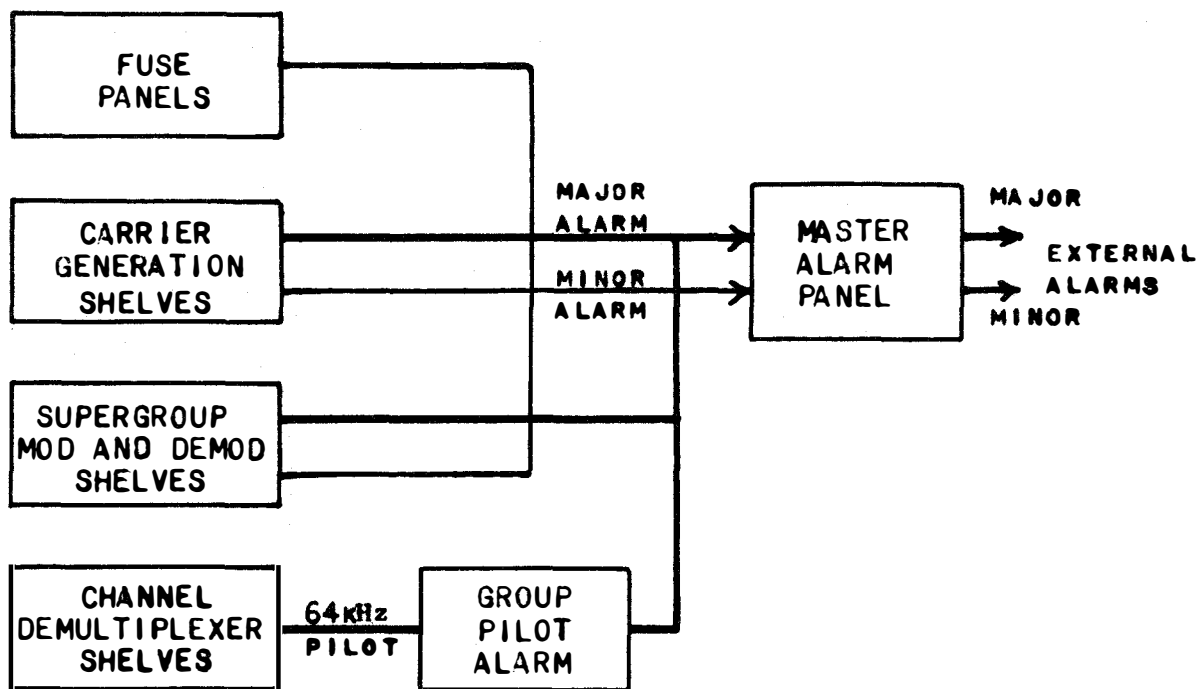 FUSE
PANELS
CARRIER
GENERATION
SHELVES
MAJOR
ALARM
MINOR
ALARM
MASTER
ALARM
PANEL
MAJOR
EXTERNAL
ALARMS
MINOR
SUPERGROUP
MOD AND DEMOD
SHELVES
CHANNEL
DEMULTIPLEXER
SHELVES
64KHz
PILOT
GROUP
PILOT
ALARM